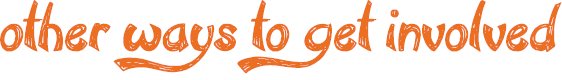 other ways to get involved